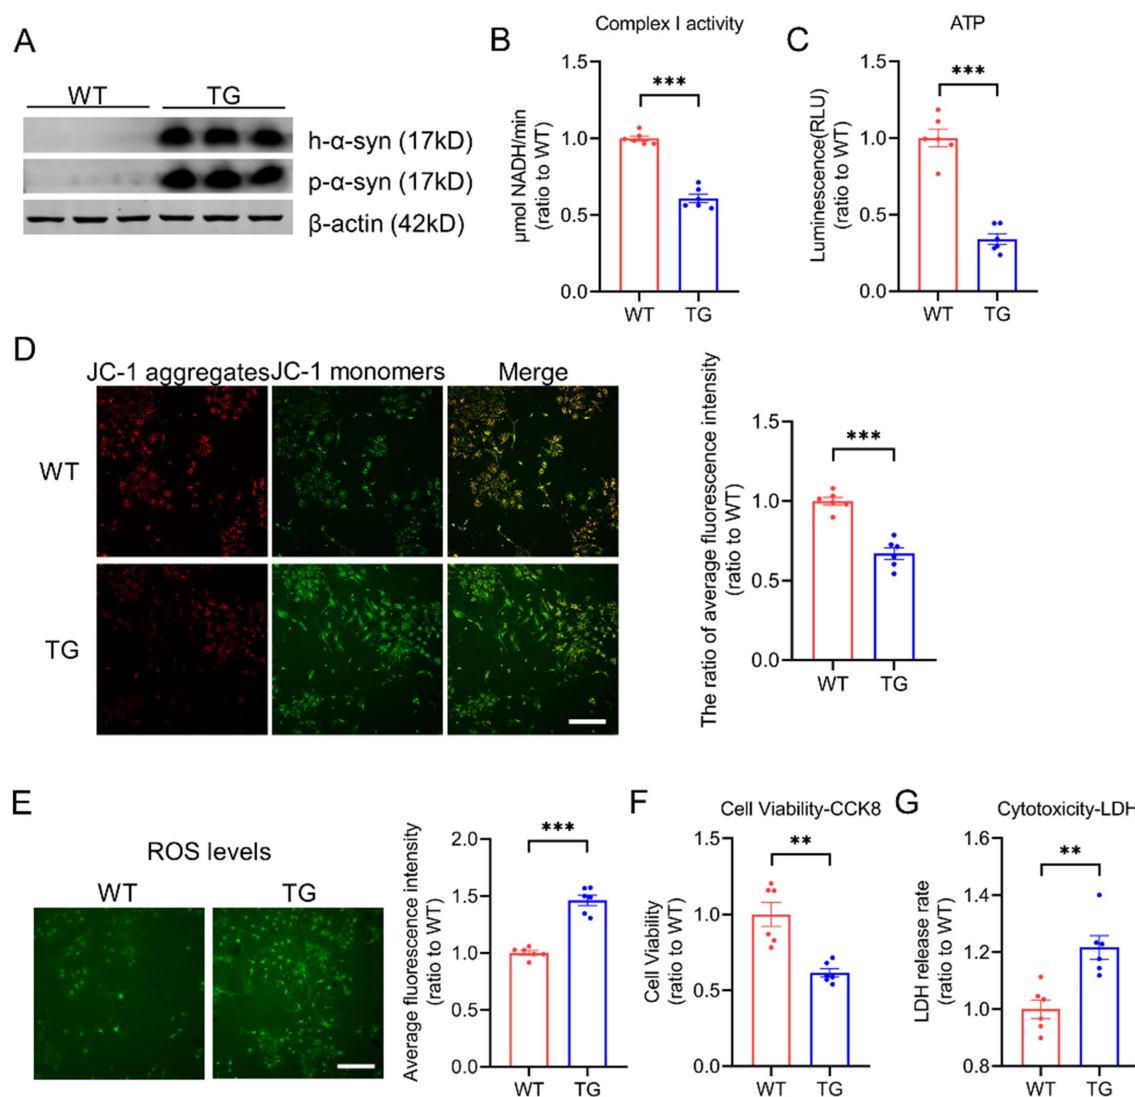 A
WT TG
h-α-syn (17kD)
p-α-syn (17kD)
β-actin (42kD)
B
Complex I activity
μmol NADH/min
(ratio to WT)
1.5
1.0
0.5
0.0
***
WT TG
C
ATP
Luminescence(RLU)
(ratio to WT)
1.5
1.0
0.5
0.0
***
WT TG
D
JC-1 aggregates JC-1 monomers Merge
WT
TG
The ratio of average fluorescence intensity
(ratio to WT)
1.5
1.0
0.5
0.0
***
WT TG
E
ROS levels
WT TG
Average fluorescence intensity
(ratio to WT)
2.0
1.5
1.0
0.5
0.0
***
WT TG
F
Cell Viability-CCK8
Cell Viability
(ratio to WT)
1.5
1.0
0.5
0.0
**
WT TG
G
Cytotoxicity-LDH
LDH release rate
(ratio to WT)
1.6
1.4
1.2
1.0
0.8
**
WT TG